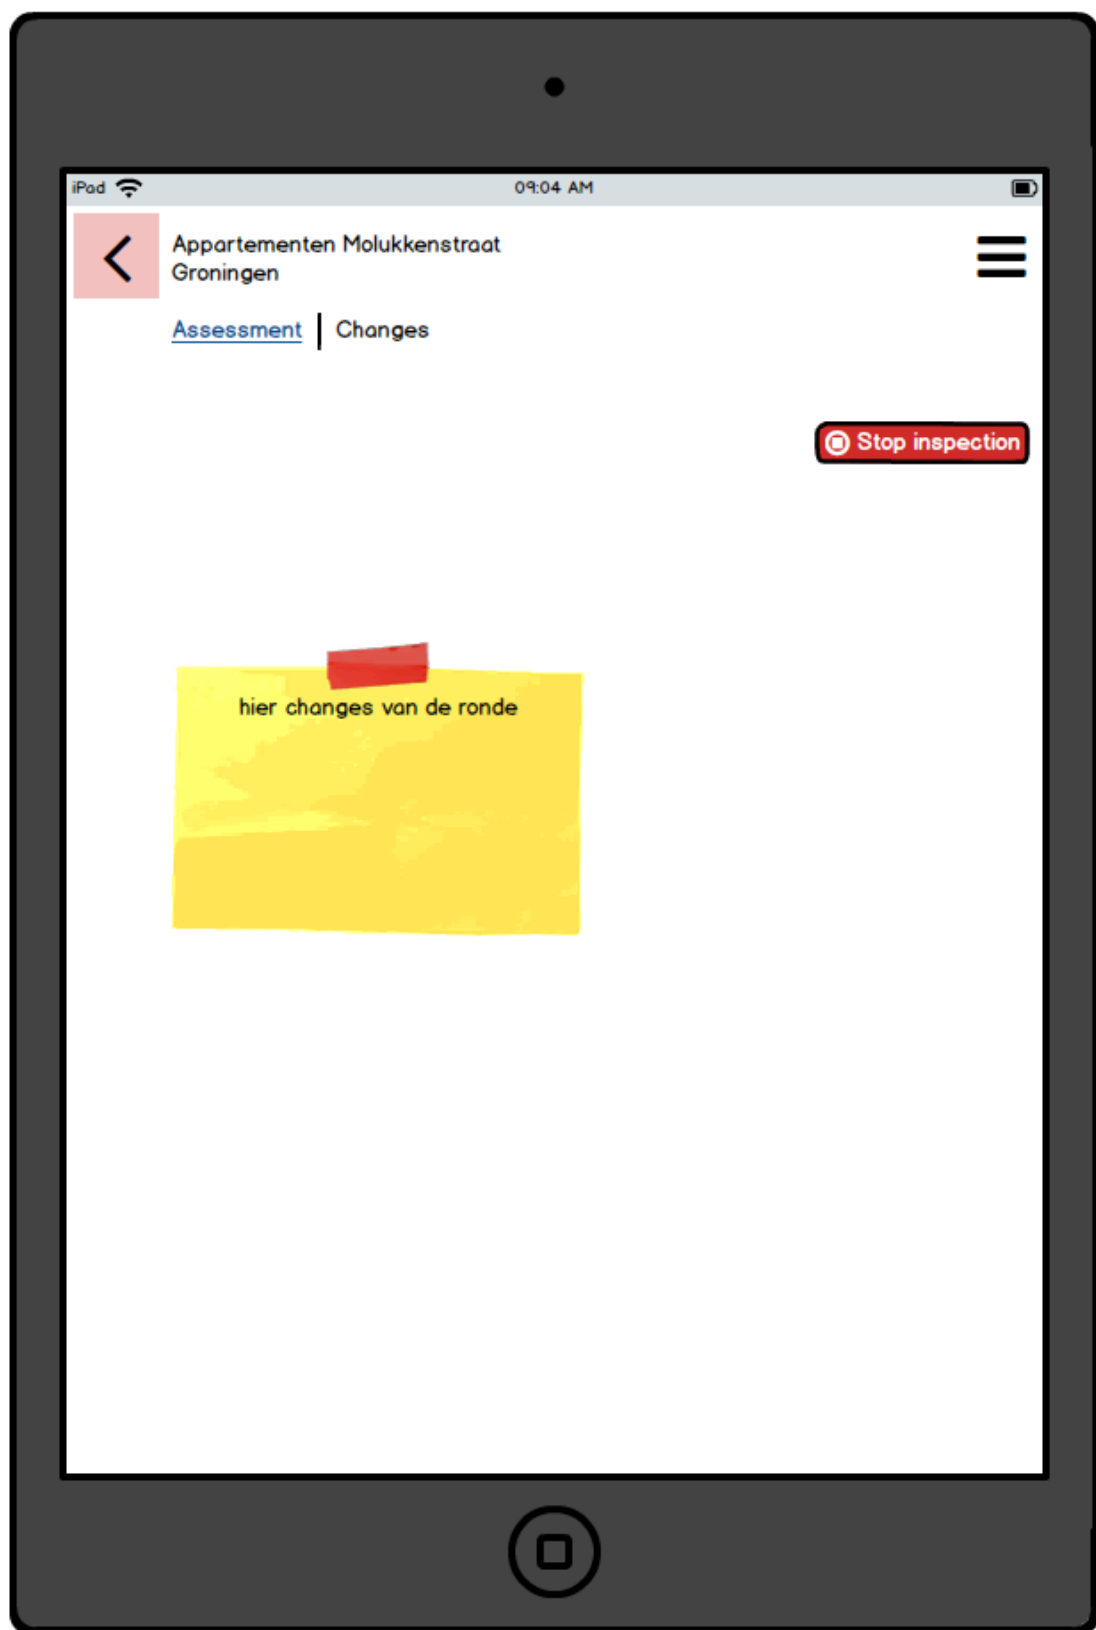 iPad
09:04 AM
Appartementen Molukkenstraat
Groningen
Assessment
Changes
Stop inspection
hier changes van de ronde